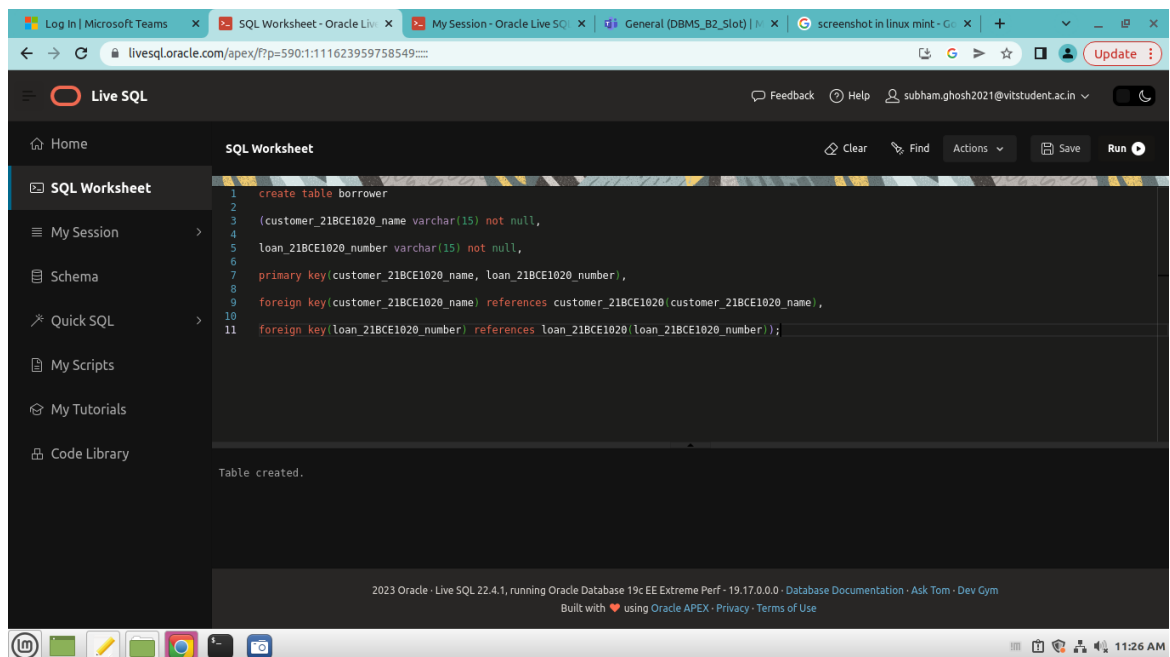 Log In | Microsoft Teams
SQL Worksheet - Oracle Live
My Session - Oracle Live SQL
General (DBMS_B2_Slot) | M
screenshot in linux mint - Go
livesql.oracle.com/apex/f?p=590:1:111623959758549:::::
Update
Live SQL
Feedback
Help
subham.ghosh2021@vitstudent.ac.in
Home
SQL Worksheet
My Session
Schema
Quick SQL
My Scripts
My Tutorials
Code Library
SQL Worksheet
Clear
Find
Actions
Save
Run
1 create table borrower
2
3 (customer_21BCE1020_name varchar(15) not null,
4
5 loan_21BCE1020_number varchar(15) not null,
6
7 primary key(customer_21BCE1020_name, loan_21BCE1020_number),
8
9 foreign key(customer_21BCE1020_name) references customer_21BCE1020(customer_21BCE1020_name),
10
11 foreign key(loan_21BCE1020_number) references loan_21BCE1020(loan_21BCE1020_number));
Table created.
2023 Oracle · Live SQL 22.4.1, running Oracle Database 19c EE Extreme Perf - 19.17.0.0.0 · Database Documentation · Ask Tom · Dev Gym
Built with ❤ using Oracle APEX · Privacy · Terms of Use
11:26 AM